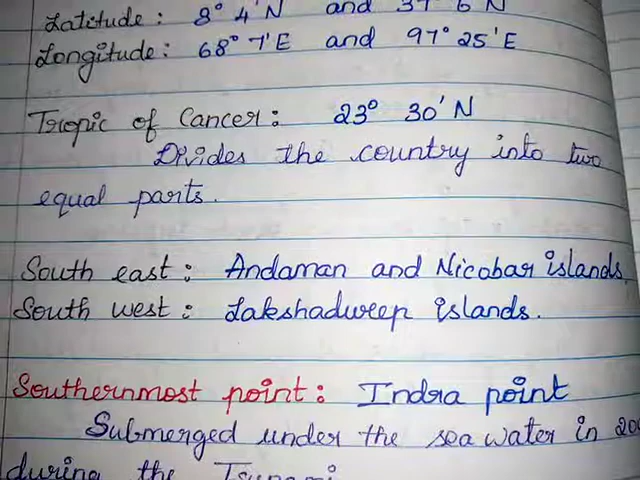 Latitude: 8° 4'N and 37° 6'N
Longitude: 68° 7'E and 97° 25'E
Tropic of Cancer: 23° 30'N
Divides the country into two
equal parts.
South east: Andaman and Nicobar islands.
South west: Lakshadweep islands.
Southernmost point: Indra point
Submerged under the sea water in
during the Tsunami